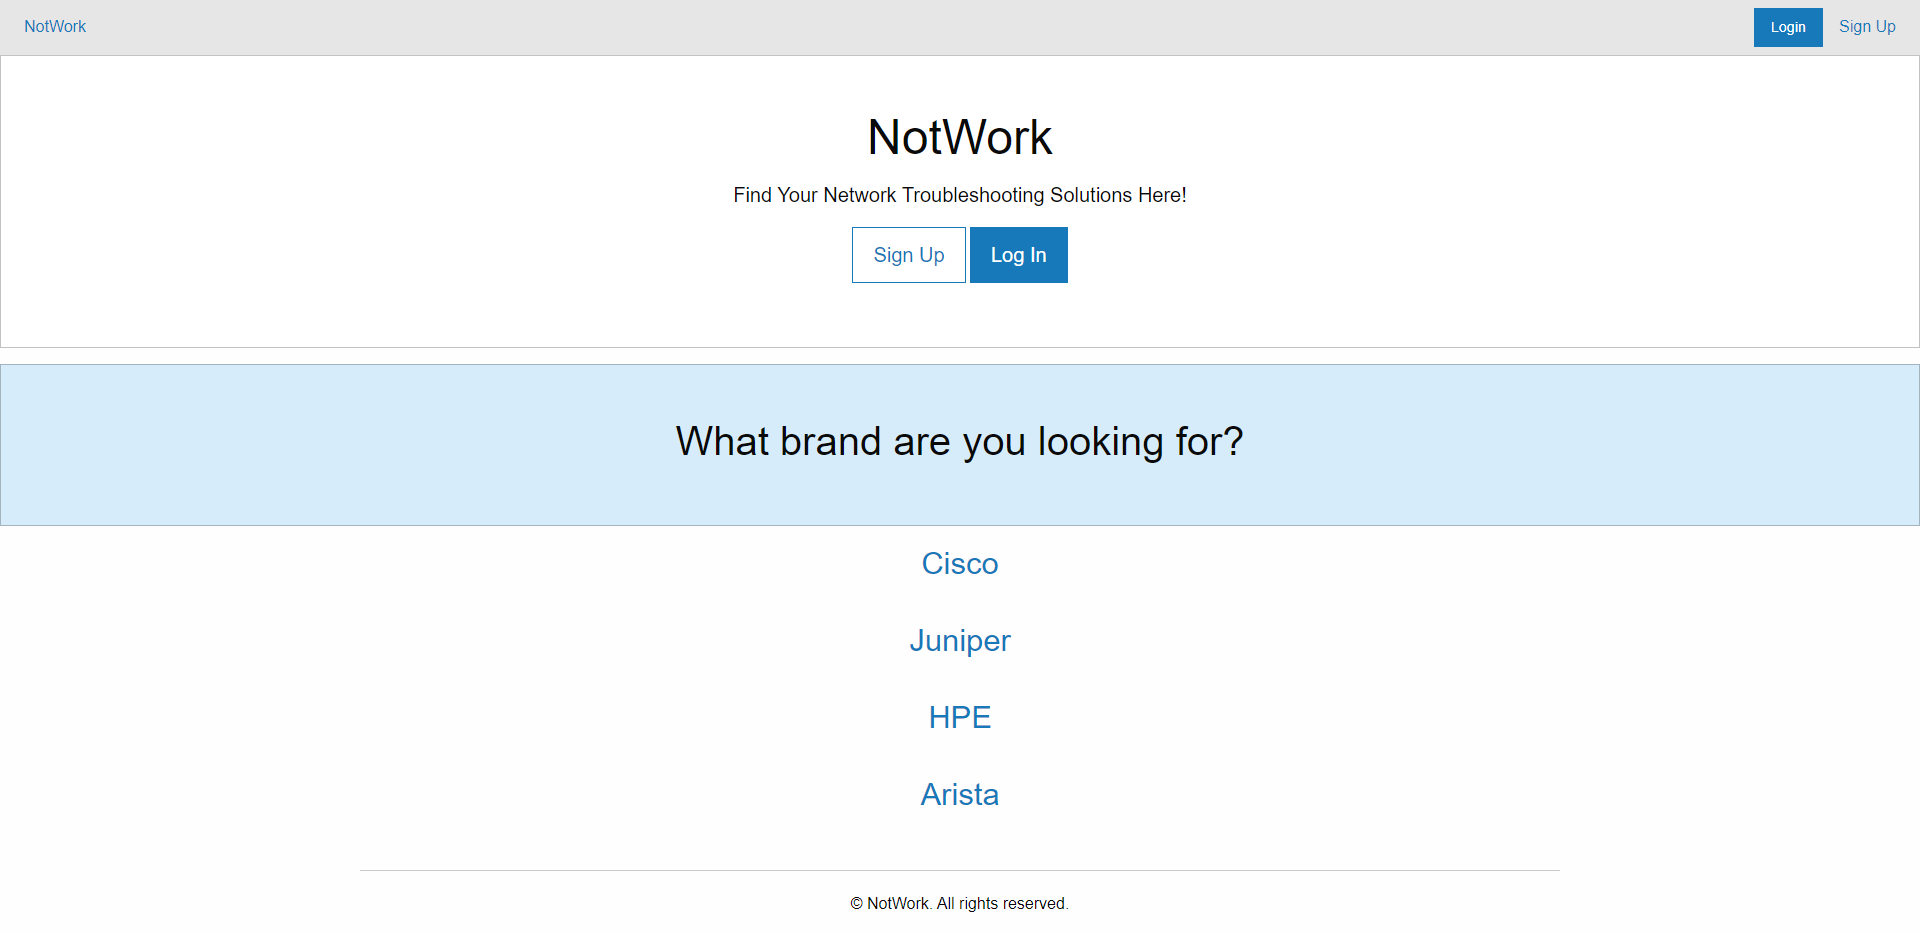 NotWork Login Sign Up
NotWork
Find Your Network Troubleshooting Solutions Here!
Sign Up Log In
What brand are you looking for?
Cisco
Juniper
HPE
Arista
© NotWork. All rights reserved.